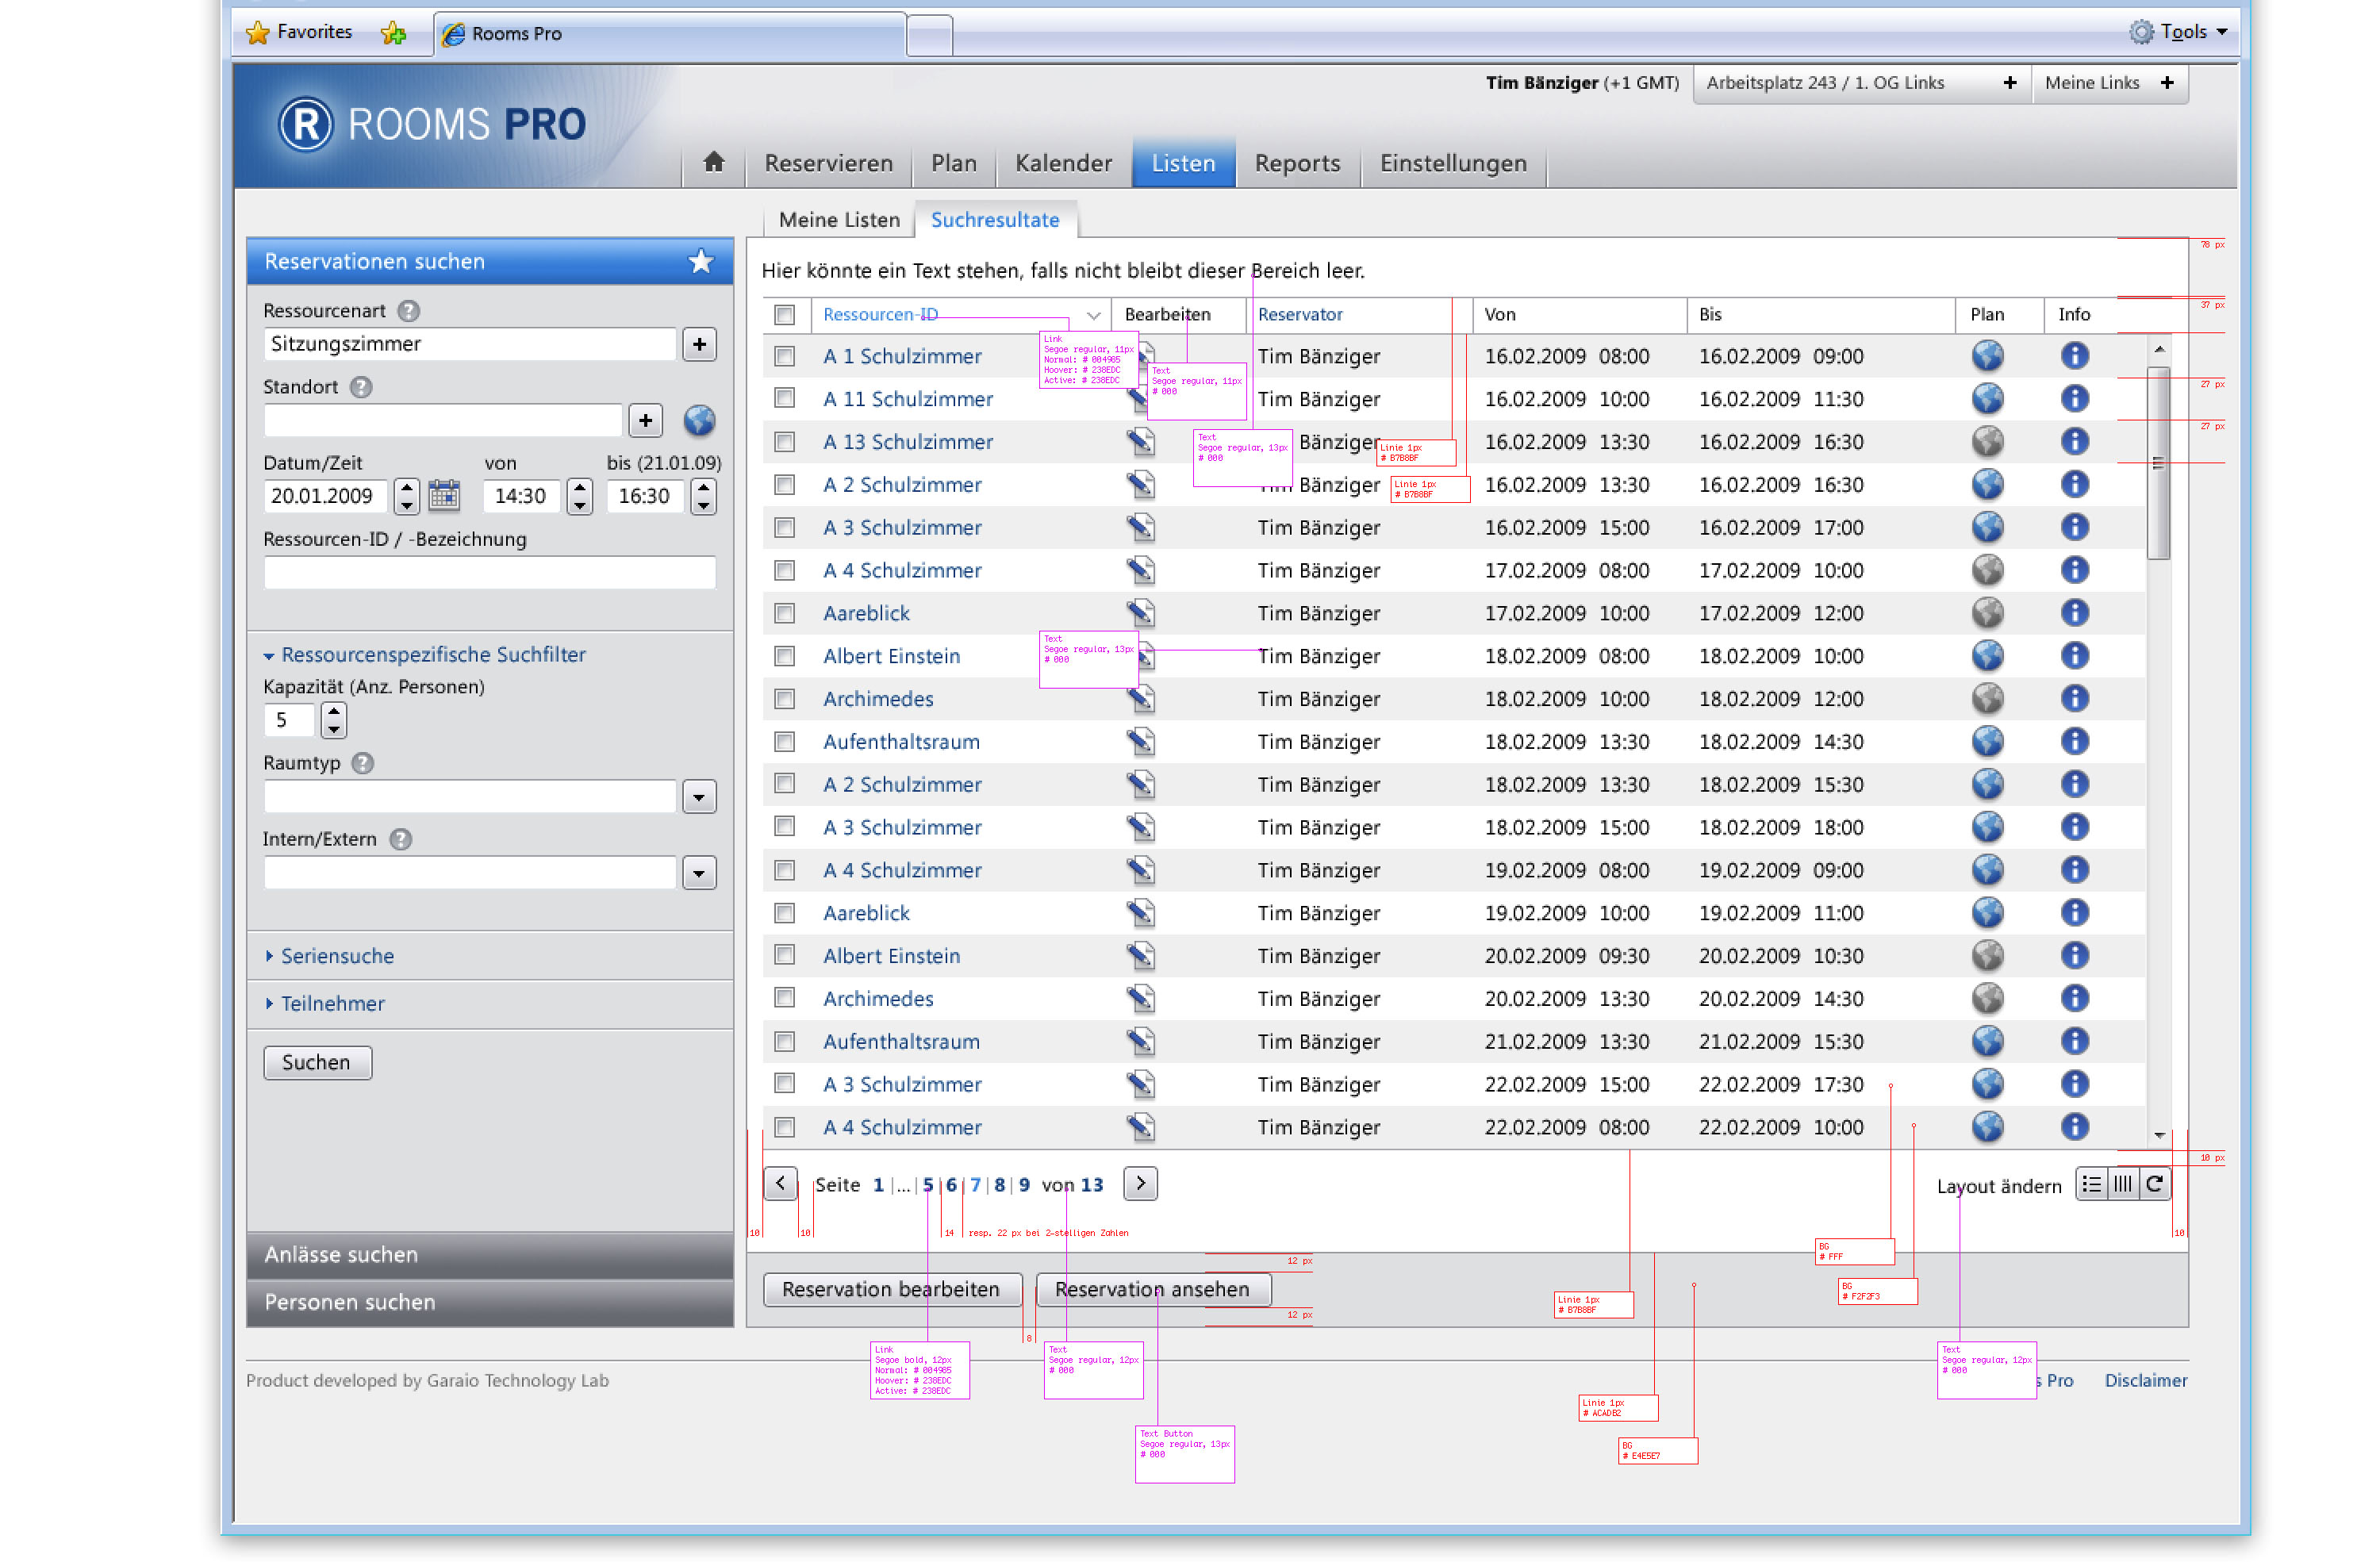 Favorites
Rooms Pro
Tools
Tim Bänziger (+1 GMT)
Arbeitsplatz 243 / 1. OG Links +
Meine Links +
R ROOMS PRO
Reservieren
Plan
Kalender
Listen
Reports
Einstellungen
Meine Listen
Suchresultate
Reservationen suchen
Ressourcenart ?
Sitzungszimmer
+
Standort ?
+
Datum/Zeit von bis (21.01.09)
20.01.2009 14:30 16:30
Ressourcen-ID / -Bezeichnung
Ressourcenspezifische Suchfilter
Kapazität (Anz. Personen)
5
Raumtyp ?
Intern/Extern ?
Seriensuche
Teilnehmer
Suchen
Anlässe suchen
Personen suchen
Hier könnte ein Text stehen, falls nicht bleibt dieser Bereich leer.
Ressourcen-ID Bearbeiten Reservator Von Bis Plan Info
A 1 Schulzimmer Tim Bänziger 16.02.2009 08:00 16.02.2009 09:00
A 11 Schulzimmer Tim Bänziger 16.02.2009 10:00 16.02.2009 11:30
A 13 Schulzimmer Bänziger 16.02.2009 13:30 16.02.2009 16:30
A 2 Schulzimmer Tim Bänziger 16.02.2009 13:30 16.02.2009 16:30
A 3 Schulzimmer Tim Bänziger 16.02.2009 15:00 16.02.2009 17:00
A 4 Schulzimmer Tim Bänziger 17.02.2009 08:00 17.02.2009 10:00
Aareblick Tim Bänziger 17.02.2009 10:00 17.02.2009 12:00
Albert Einstein Tim Bänziger 18.02.2009 08:00 18.02.2009 10:00
Archimedes Tim Bänziger 18.02.2009 10:00 18.02.2009 12:00
Aufenthaltsraum Tim Bänziger 18.02.2009 13:30 18.02.2009 14:30
A 2 Schulzimmer Tim Bänziger 18.02.2009 13:30 18.02.2009 15:30
A 3 Schulzimmer Tim Bänziger 18.02.2009 15:00 18.02.2009 18:00
A 4 Schulzimmer Tim Bänziger 19.02.2009 08:00 19.02.2009 09:00
Aareblick Tim Bänziger 19.02.2009 10:00 19.02.2009 11:00
Albert Einstein Tim Bänziger 20.02.2009 09:30 20.02.2009 10:30
Archimedes Tim Bänziger 20.02.2009 13:30 20.02.2009 14:30
Aufenthaltsraum Tim Bänziger 21.02.2009 13:30 21.02.2009 15:30
A 3 Schulzimmer Tim Bänziger 22.02.2009 15:00 22.02.2009 17:30
A 4 Schulzimmer Tim Bänziger 22.02.2009 08:00 22.02.2009 10:00
Link
Segoe regular, 11px
Normal: # 004985
Hoover: # 238EDC
Active: # 238EDC
Text
Segoe regular, 11px
# 000
Text
Segoe regular, 13px
# 000
Linie 1px
# B7B8BF
Linie 1px
# B7B8BF
Text
Segoe regular, 13px
# 000
78 px
37 px
27 px
27 px
10 px
Seite 1 |... | 5 | 6 | 7 | 8 | 9 von 13
Layout ändern
10 10 14 resp. 22 px bei 2-stelligen Zahlen 10
12 px
BG
# FFF
BG
# F2F2F3
Reservation bearbeiten
Reservation ansehen
12 px
8
Linie 1px
# B7B8BF
Link
Segoe bold, 12px
Normal: # 004985
Hoover: # 238EDC
Active: # 238EDC
Text
Segoe regular, 12px
# 000
Text
Segoe regular, 12px
# 000
Product developed by Garaio Technology Lab
Pro
Disclaimer
Linie 1px
# ACADB2
Text Button
Segoe regular, 13px
# 000
BG
# E4E5E7